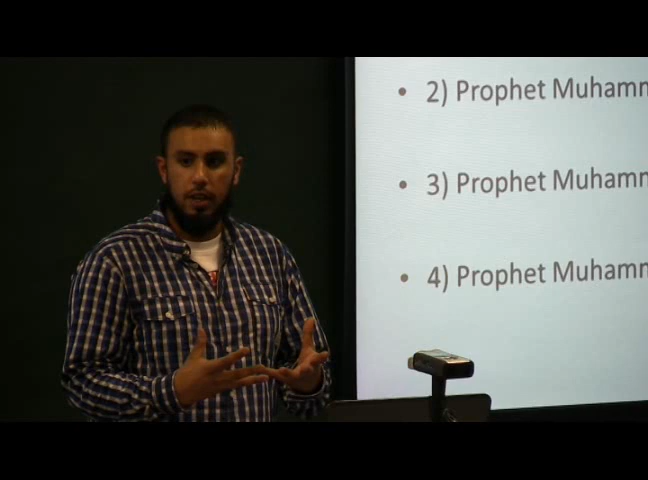 • 2) Prophet Muhamm
• 3) Prophet Muhamm
• 4) Prophet Muhamm